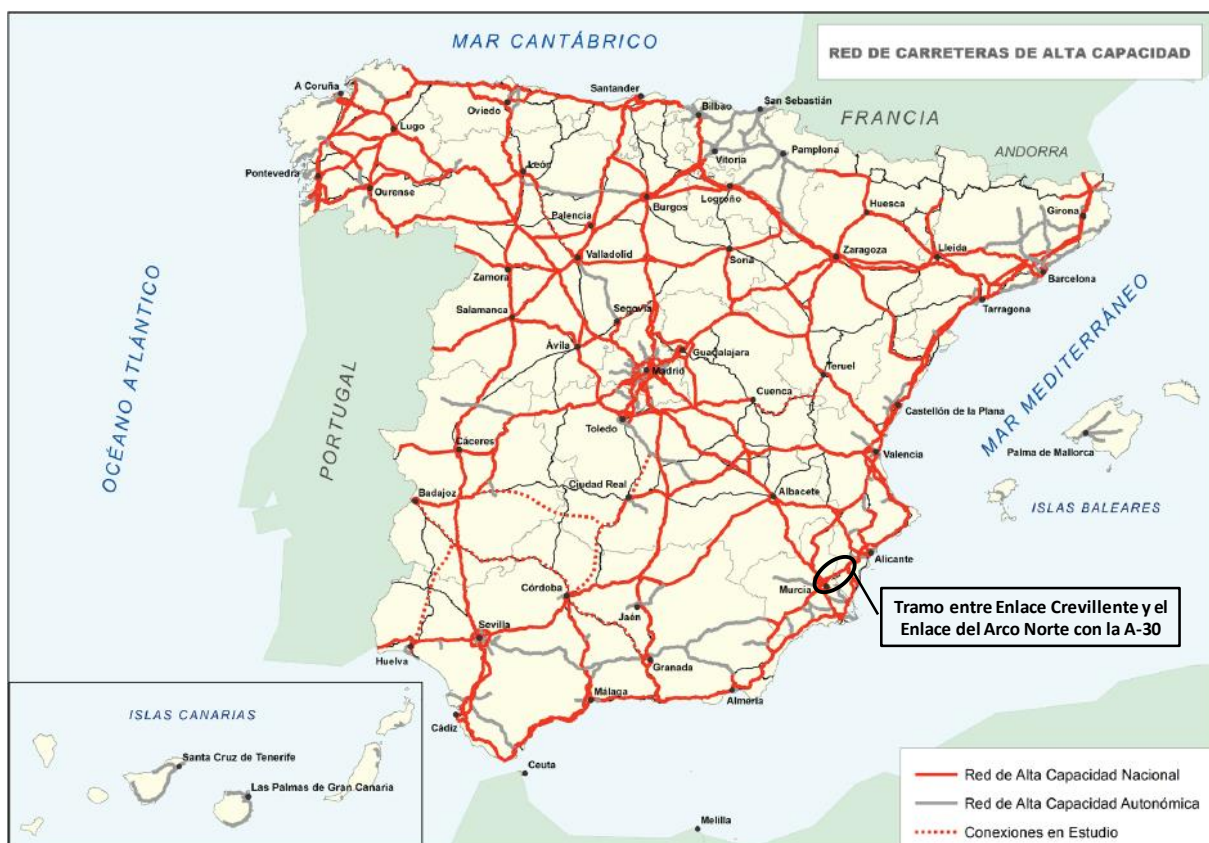 MAR CANTÁBRICO
RED DE CARRETERAS DE ALTA CAPACIDAD
A Coruña
Santander
Oviedo
Bilbao
San Sebastián
FRANCIA
Lugo
Vitoria
Pamplona
ANDORRA
León
Pontevedra
Ourense
Logroño
Huesca
Burgos
Girona
Palencia
Valladolid
Soria
Zaragoza
Lleida
Zamora
Barcelona
Tarragona
Salamanca
Segovia
OCÉANO ATLÁNTICO
PORTUGAL
MAR MEDITERRÁNEO
Ávila
Guadalajara
Madrid
Teruel
Cuenca
Castellón de la Plana
Toledo
Palma de Mallorca
Cáceres
Valencia
Ciudad Real
Badajoz
Albacete
ISLAS BALEARES
Alicante
Córdoba
Murcia
Jaén
Tramo entre Enlace Crevillente y el
Enlace del Arco Norte con la A-30
Sevilla
Huelva
Granada
Málaga
Almería
Cádiz
ISLAS CANARIAS
Santa Cruz de Tenerife
Las Palmas de Gran Canaria
Ceuta
Melilla
Red de Alta Capacidad Nacional
Red de Alta Capacidad Autonómica
Conexiones en Estudio